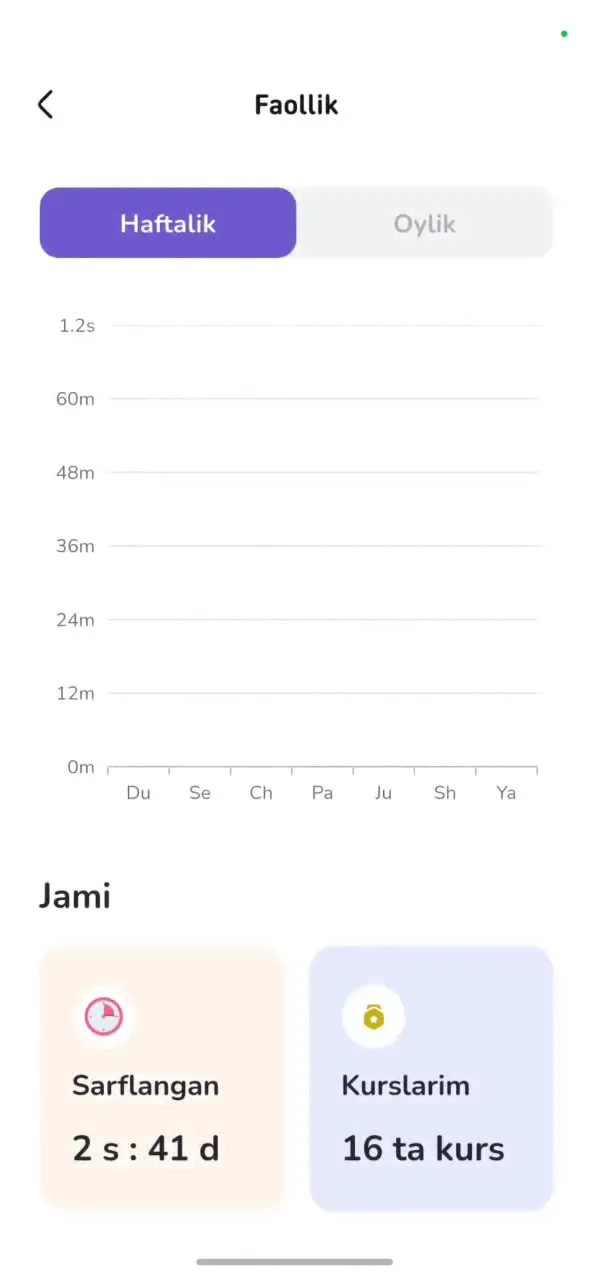 Faollik
Haftalik
Oylik
1.2s
60m
48m
36m
24m
12m
0m
Du Se Ch Pa Ju Sh Ya
Jami
Sarflangan
2 s : 41 d
Kurslarim
16 ta kurs